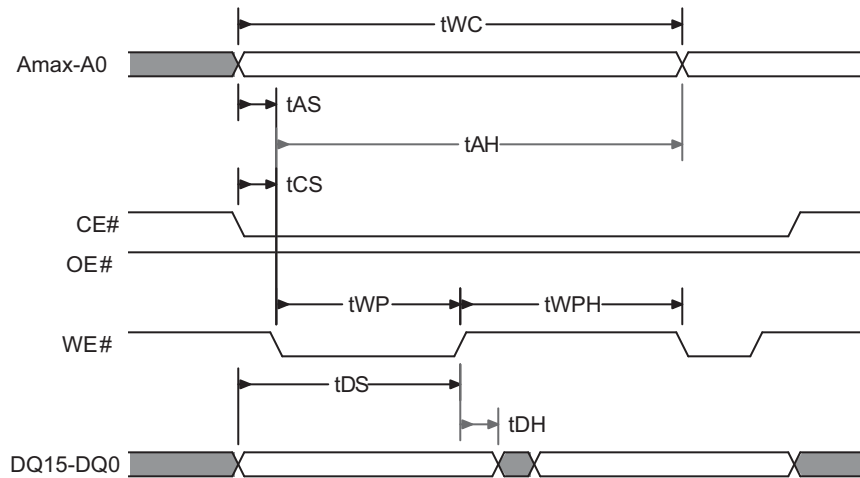 tWC
Amax-A0
tAS
tAH
tCS
CE#
OE#
tWP
tWPH
WE#
tDS
tDH
DQ15-DQ0